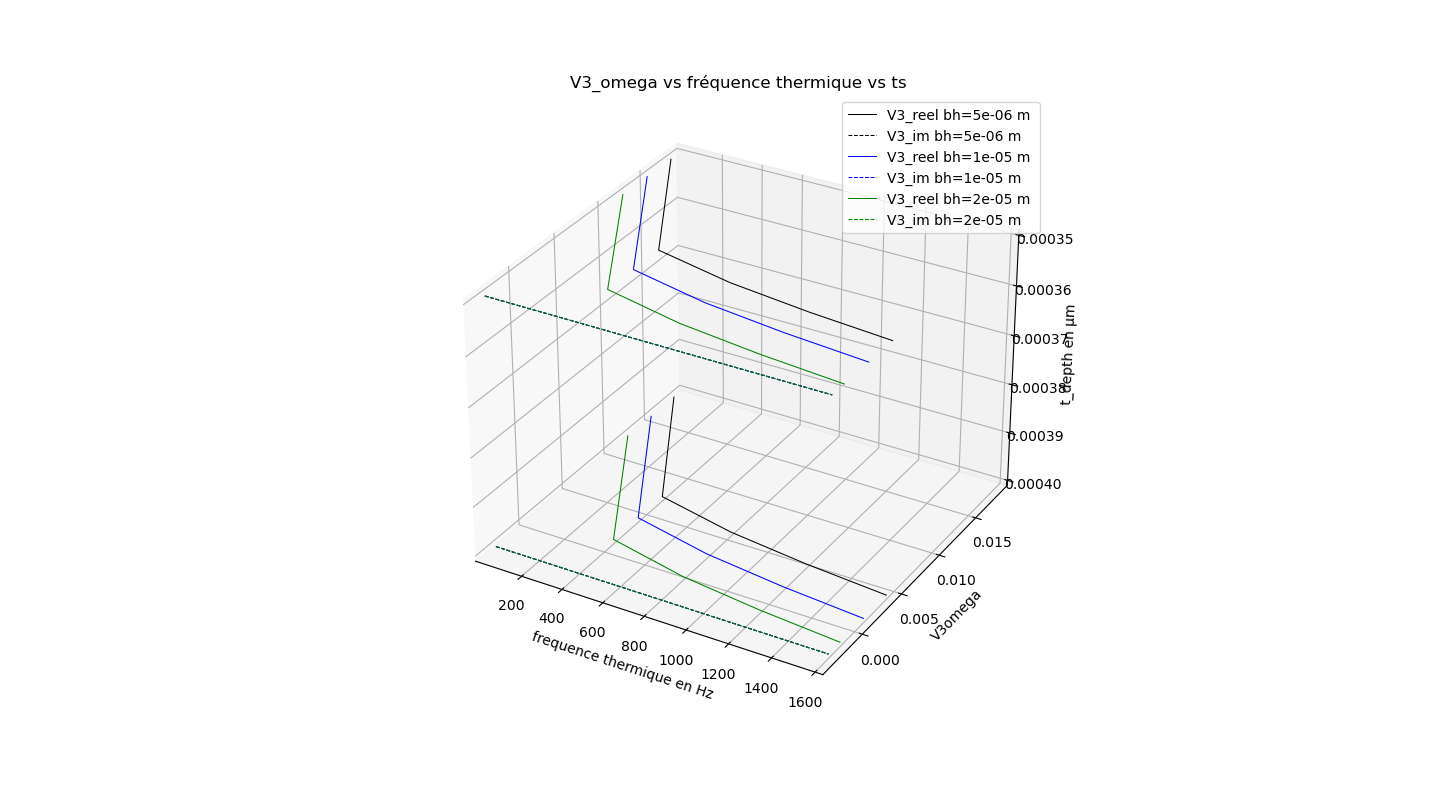 V3_omega vs fréquence thermique vs ts
V3_reel bh=5e-06 m
V3_im bh=5e-06 m
V3_reel bh=1e-05 m
V3_im bh=1e-05 m
V3_reel bh=2e-05 m
V3_im bh=2e-05 m
0.00035
0.00036
0.00037
0.00038
0.00039
0.00040
t_depth en µm
0.015
0.010
0.005
0.000
V3omega
200
400
600
800
1000
1200
1400
1600
frequence thermique en Hz